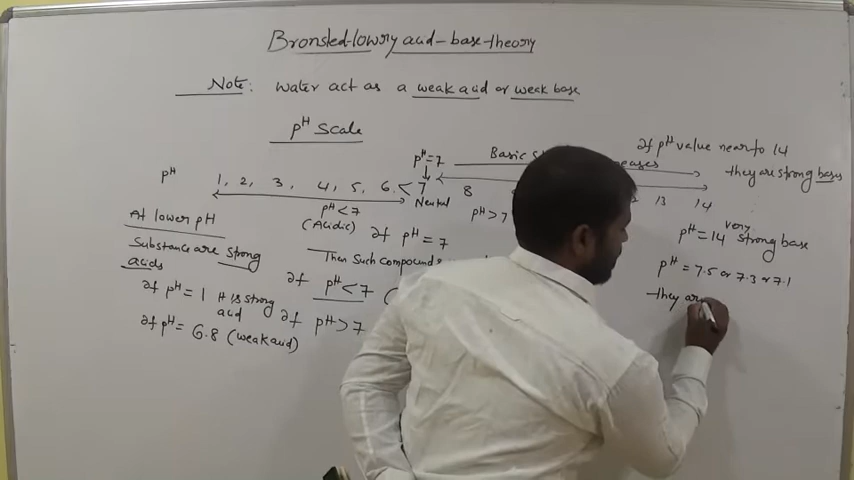 Bronsted-lowry acid-base-theory
Note: Water act as a weak acid or weak base
pH Scale
If pH value near to 14
they are strong bases
pH=7
Basic
pH 1, 2, 3, 4, 5, 6. < 7 8 13 14
Neutral
pH<7 pH>7
(Acidic)
At lower pH
Substance are strong
acids
If pH = 1 It is strong
acid
If pH = 6.8 (weak acid)
If pH = 7
Then Such compound
If pH<7 (
If pH>7
very
pH=14 strong base
pH = 7.5 or 7.3 or 7.1
they are